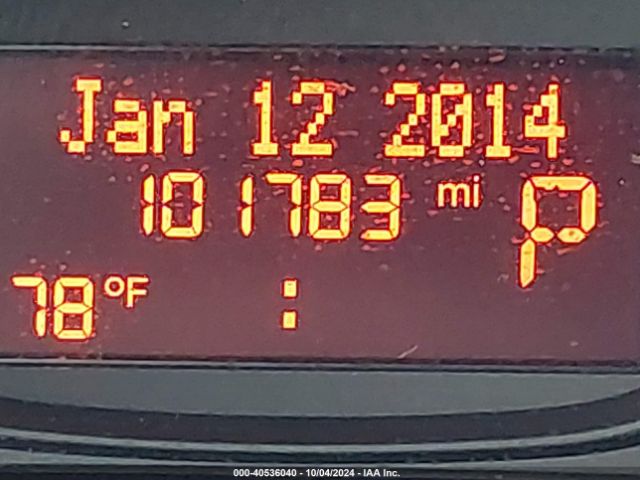 Jan 12 2014
101783 mi P
78°F :
000-40536040 - 10/04/2024 - IAA Inc.